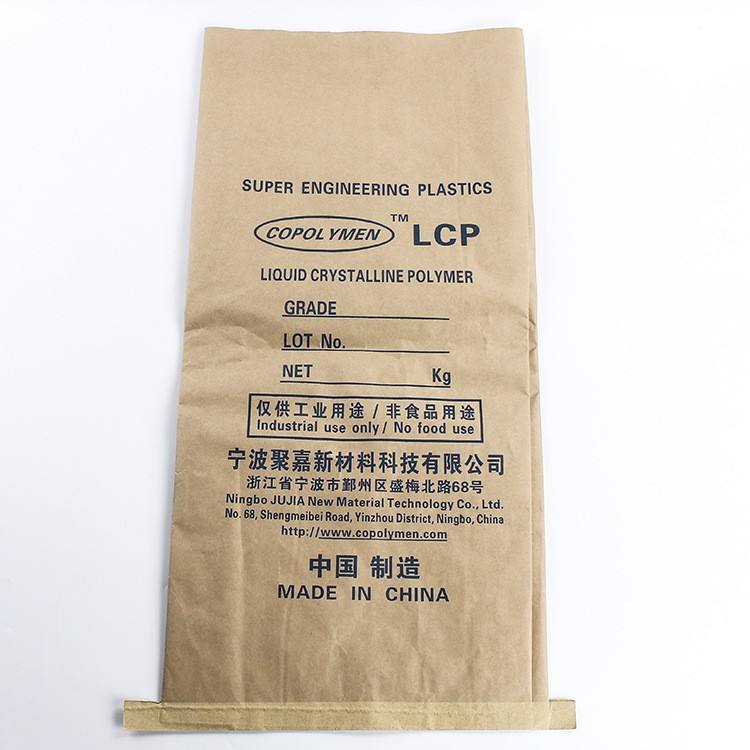 SUPER ENGINEERING PLASTICS
COPOLYMEN™ LCP
LIQUID CRYSTALLINE POLYMER
GRADE
LOT No.
NET Kg
仅供工业用途 / 非食品用途
Industrial use only / No food use
宁波聚嘉新材料科技有限公司
浙江省宁波市鄞州区盛梅北路68号
Ningbo JUJIA New Material Technology Co., Ltd.
No. 68, Shengmeibei Road, Yinzhou District, Ningbo, China
http://www.copolymen.com
中国 制造
MADE IN CHINA